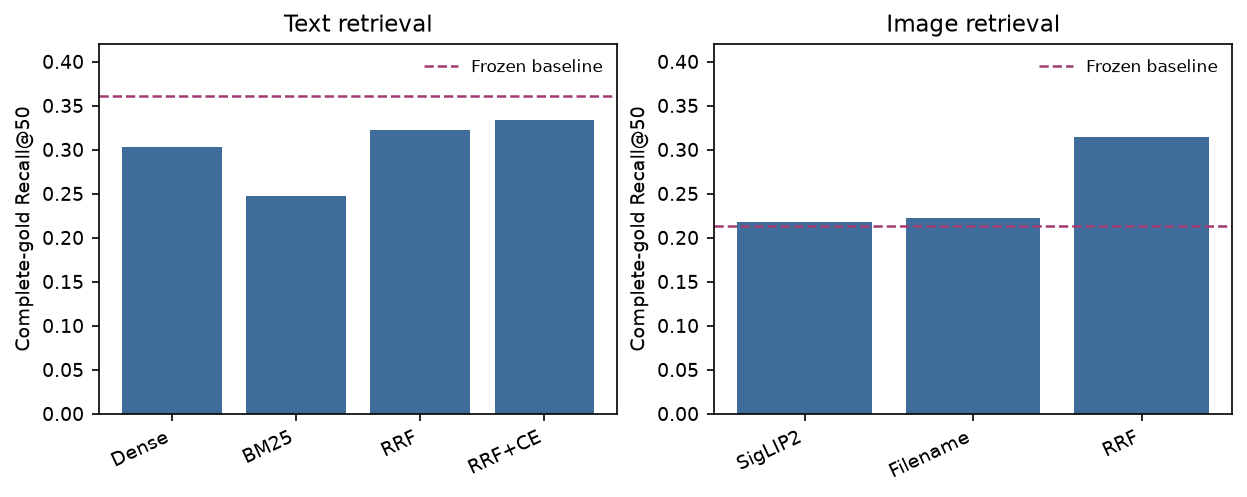 Text retrieval
Frozen baseline
Complete-gold Recall@50
0.40
0.35
0.30
0.25
0.20
0.15
0.10
0.05
0.00
Dense
BM25
RRF
RRF+CE
Image retrieval
Frozen baseline
Complete-gold Recall@50
0.40
0.35
0.30
0.25
0.20
0.15
0.10
0.05
0.00
SigLIP2
Filename
RRF